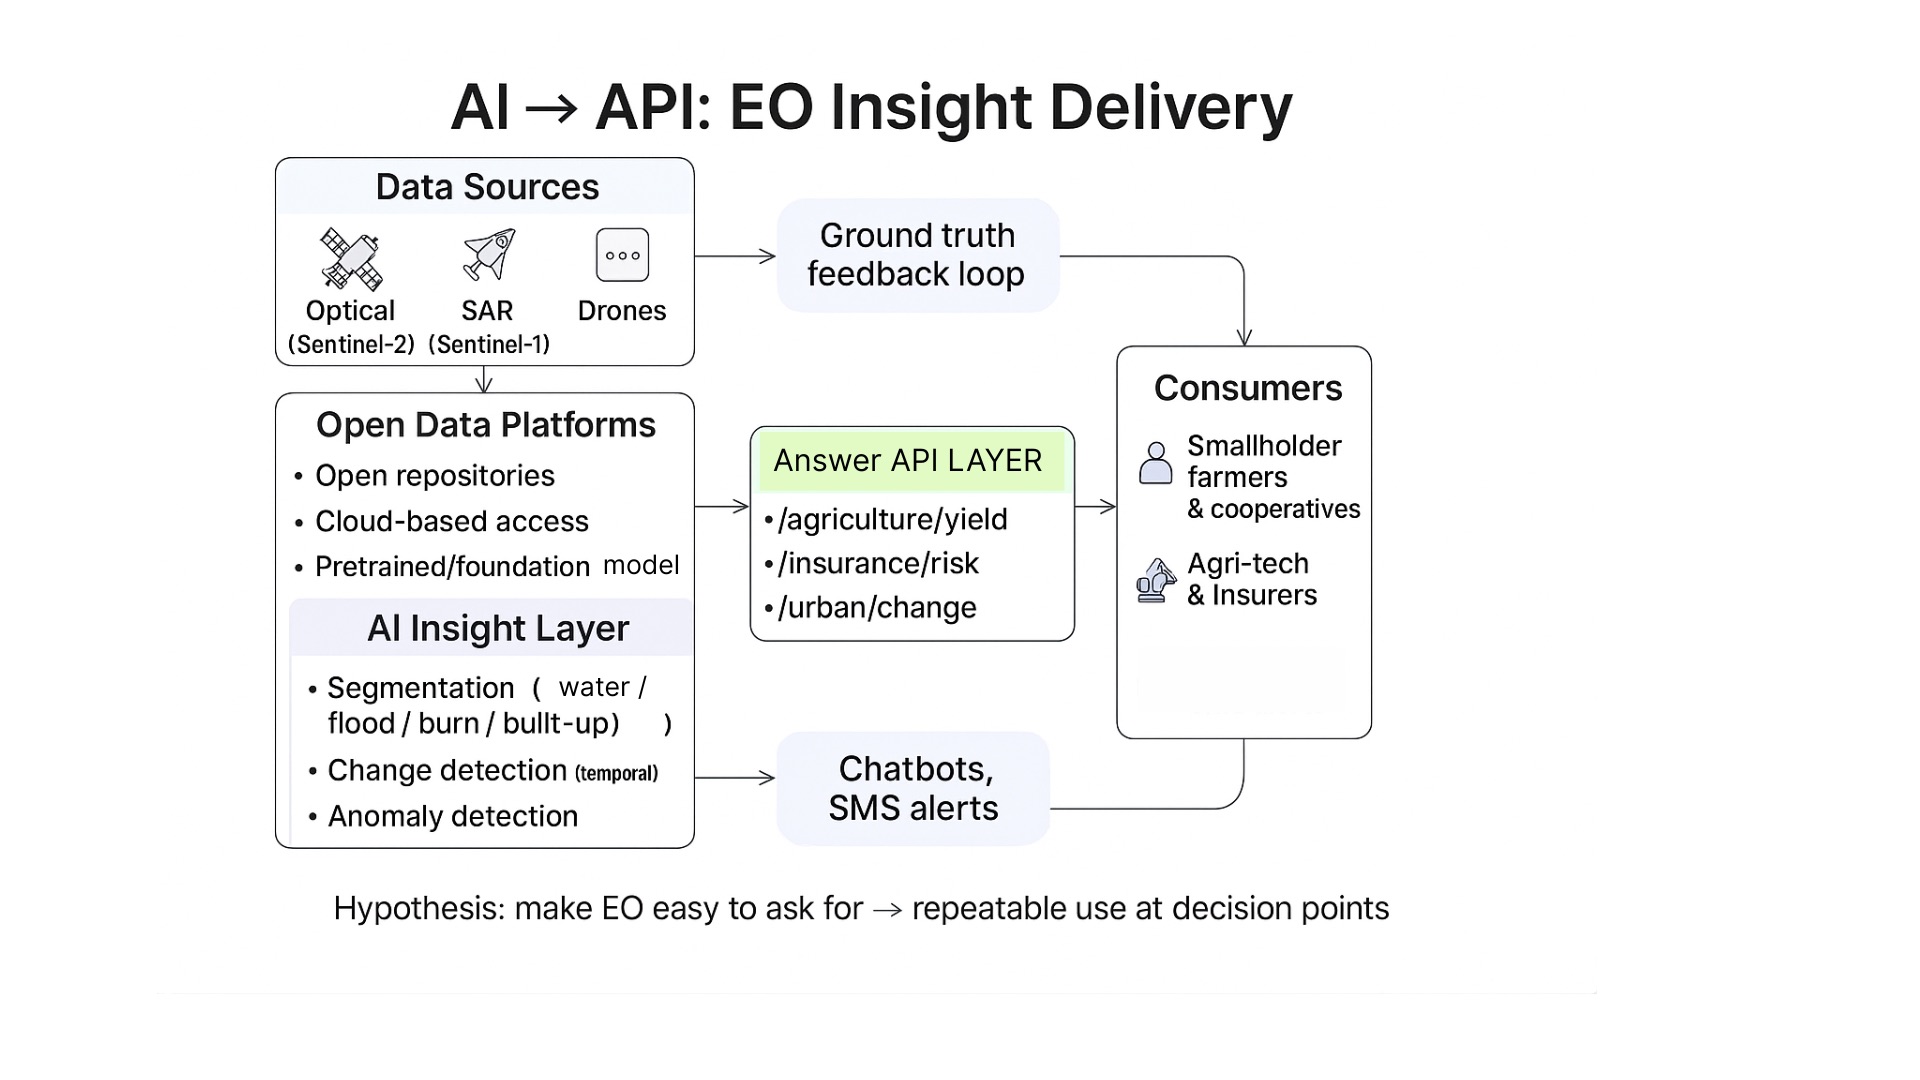 AI → API: EO Insight Delivery
Data Sources
Optical
(Sentinel-2)
SAR
(Sentinel-1)
Drones
Ground truth
feedback loop
Open Data Platforms
• Open repositories
• Cloud-based access
• Pretrained/foundation model
AI Insight Layer
• Segmentation ( water /
flood / burn / bullt-up) )
• Change detection (temporal)
• Anomaly detection
Answer API LAYER
• /agriculture/yield
• /insurance/risk
• /urban/change
Chatbots,
SMS alerts
Consumers
Smallholder
farmers
& cooperatives
Agri-tech
& Insurers
Hypothesis: make EO easy to ask for → repeatable use at decision points